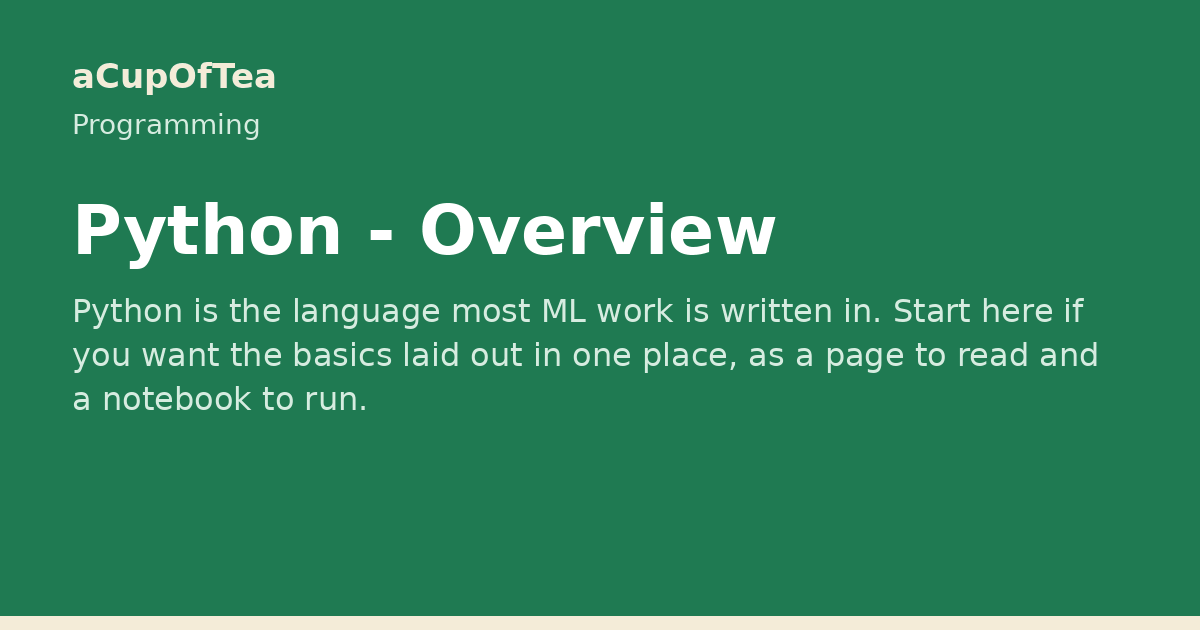 aCupOfTea
Programming
Python - Overview
Python is the language most ML work is written in. Start here if
you want the basics laid out in one place, as a page to read and
a notebook to run.